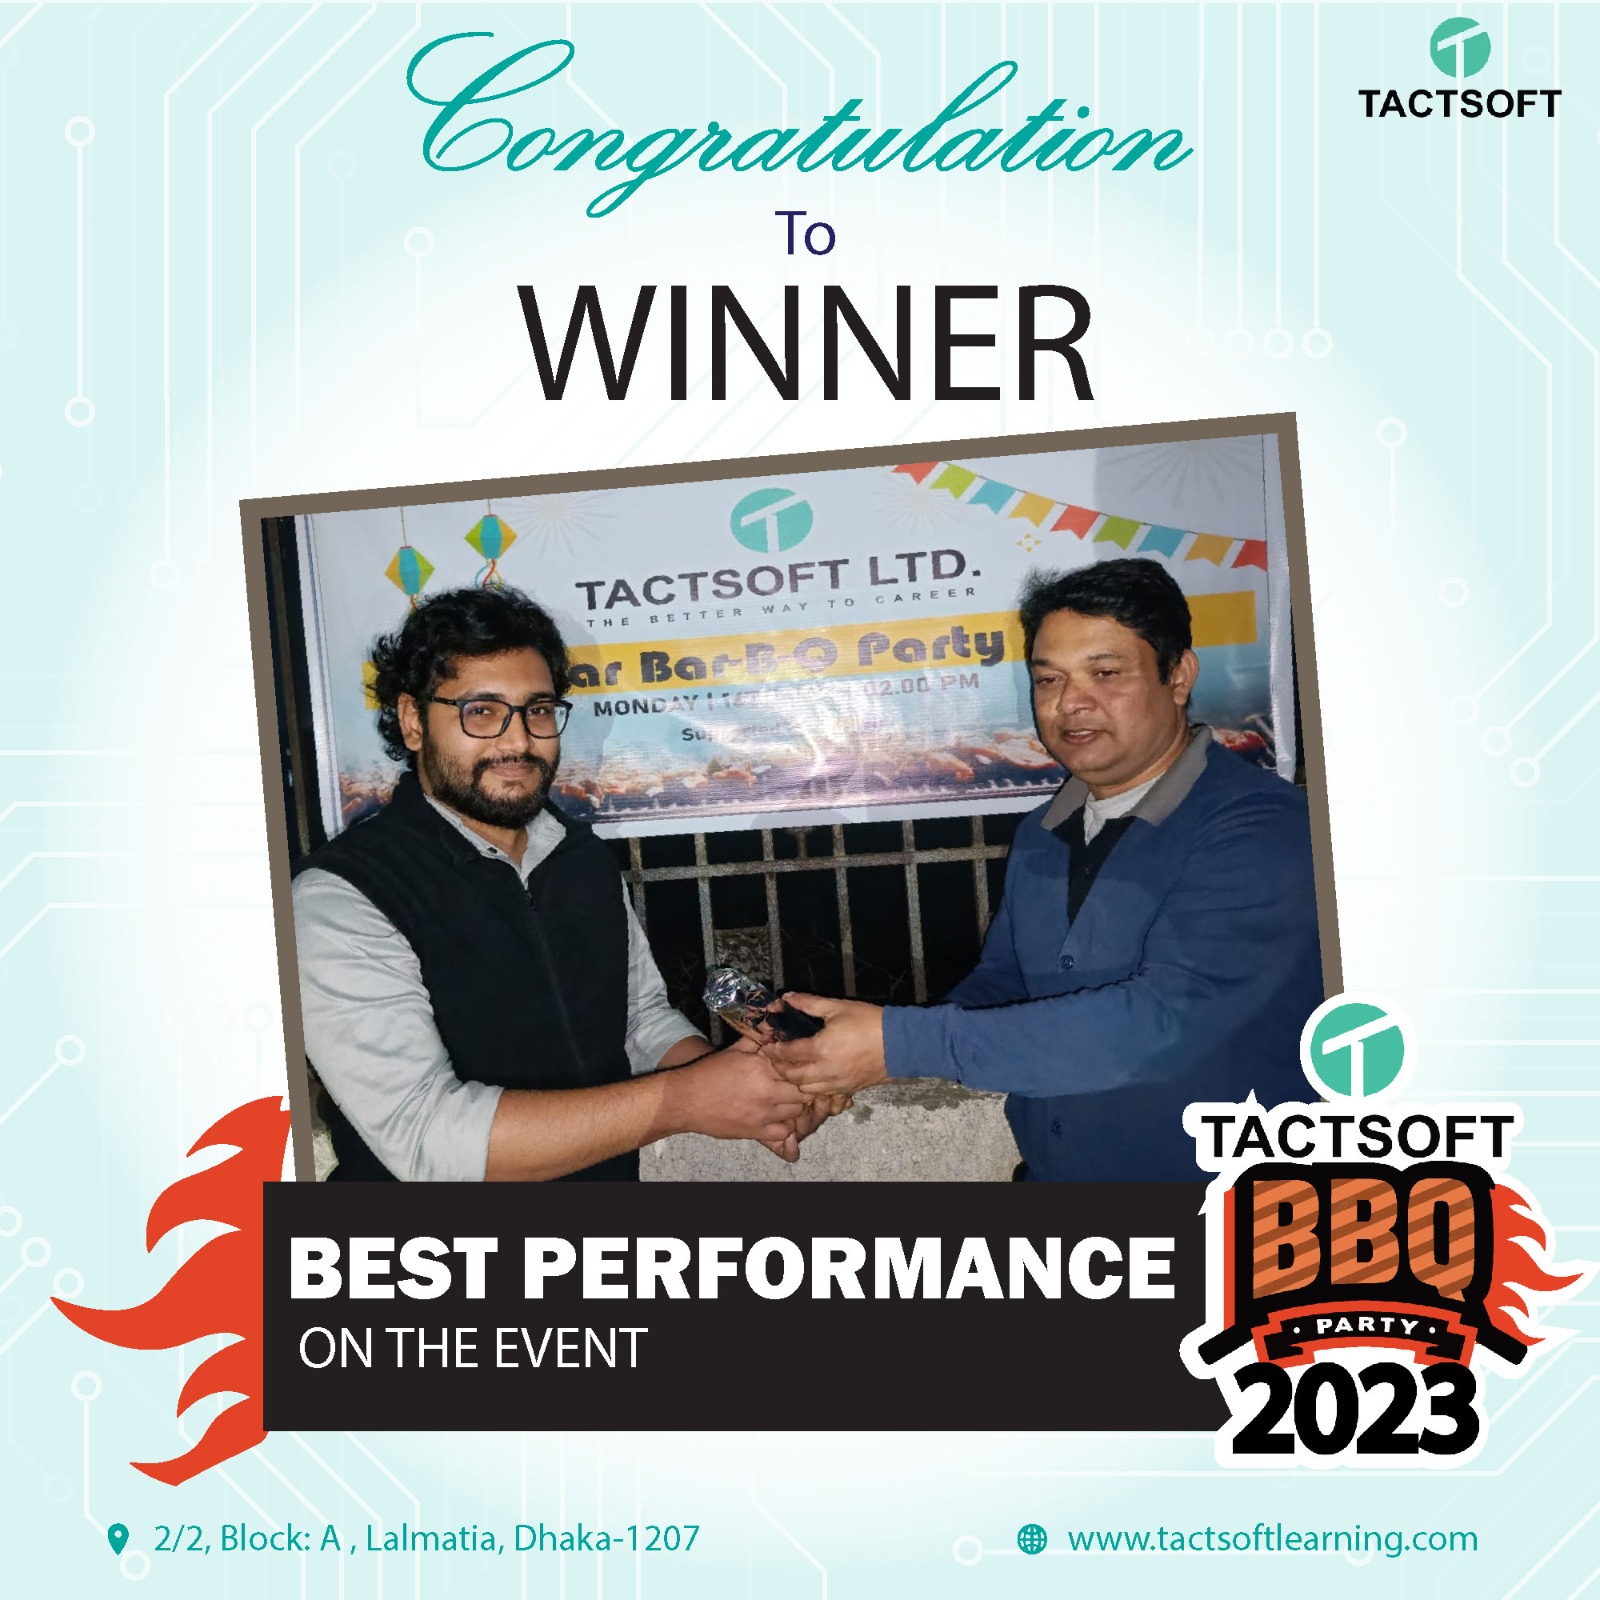 Congratulation
TACTSOFT
To
WINNER
TACTSOFT LTD.
THE BETTER WAY TO CAREER
ar Bar-B-Q Party
MONDAY | 02.00 PM
TACTSOFT
BBQ
PARTY
2023
BEST PERFORMANCE
ON THE EVENT
2/2, Block: A , Lalmatia, Dhaka-1207
www.tactsoftlearning.com